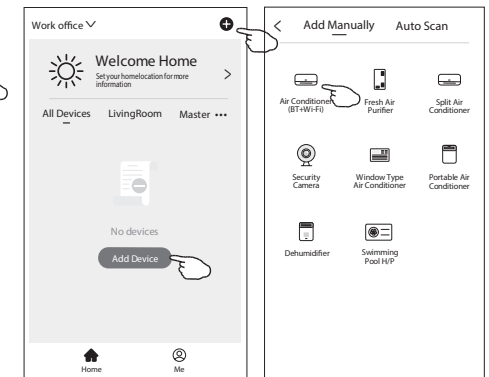 Work office
Welcome Home
Set your homelocation for more
information
All Devices LivingRoom Master •••
No devices
Add Device
Home Me
Add Manually Auto Scan
Air Conditioner
(BT+Wi-Fi)
Fresh Air
Purifier
Split Air
Conditioner
Security
Camera
Window Type
Air Conditioner
Portable Air
Conditioner
Dehumidifier
Swimming
Pool H/P